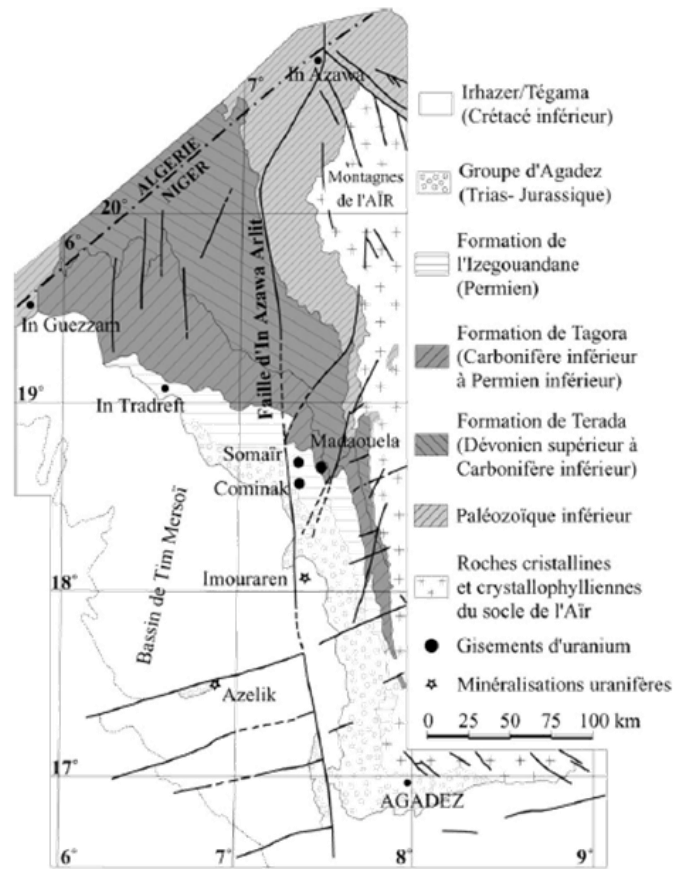 In Azawa
7°
ALGERIE
NIGER
20°
6°
Montagnes
de l'AÏR
Faille d'In Azawa Arlit
In Guezzam
19°
In Tradreft
Somaïr
Madaouela
Cominak
Bassin de Tim Mersoï
Imouraren
18°
Azelik
17°
AGADEZ
6°
7°
8°
9°
Irhazer/Tégama
(Crétacé inférieur)
Groupe d'Agadez
(Trias- Jurassique)
Formation de
l'Izegouandane
(Permien)
Formation de Tagora
(Carbonifère inférieur
à Permien inférieur)
Formation de Terada
(Dévonien supérieur à
Carbonifère inférieur)
Paléozoïque inférieur
Roches cristallines
et crystallophylliennes
du socle de l'Aïr
Gisements d'uranium
Minéralisations uranifères
0 25 50 75 100 km